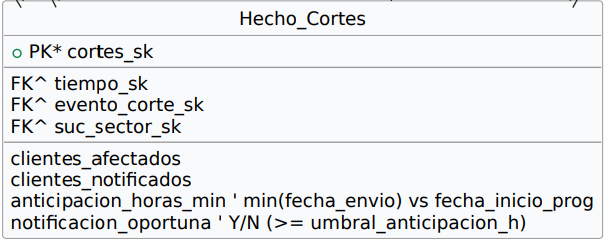 Hecho_Cortes
PK* cortes_sk
FK^ tiempo_sk
FK^ evento_corte_sk
FK^ suc_sector_sk
clientes_afectados
clientes_notificados
anticipacion_horas_min ' min(fecha_envio) vs fecha_inicio_prog
notificacion_oportuna ' Y/N (>= umbral_anticipacion_h)